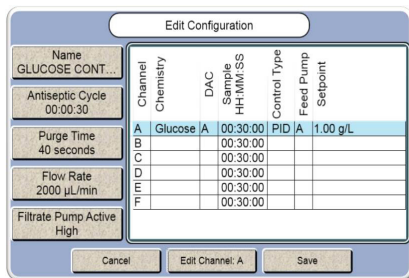 Edit Configuration
Name
GLUCOSE CONT...
Antiseptic Cycle
00:00:30
Purge Time
40 seconds
Flow Rate
2000 µL/min
Filtrate Pump Active
High
Channel Chemistry DAC Sample HH:MM:SS Control Type Feed Pump Setpoint
A Glucose A 00:30:00 PID A 1.00 g/L
B 00:30:00
C 00:30:00
D 00:30:00
E 00:30:00
F 00:30:00
Cancel Edit Channel: A Save